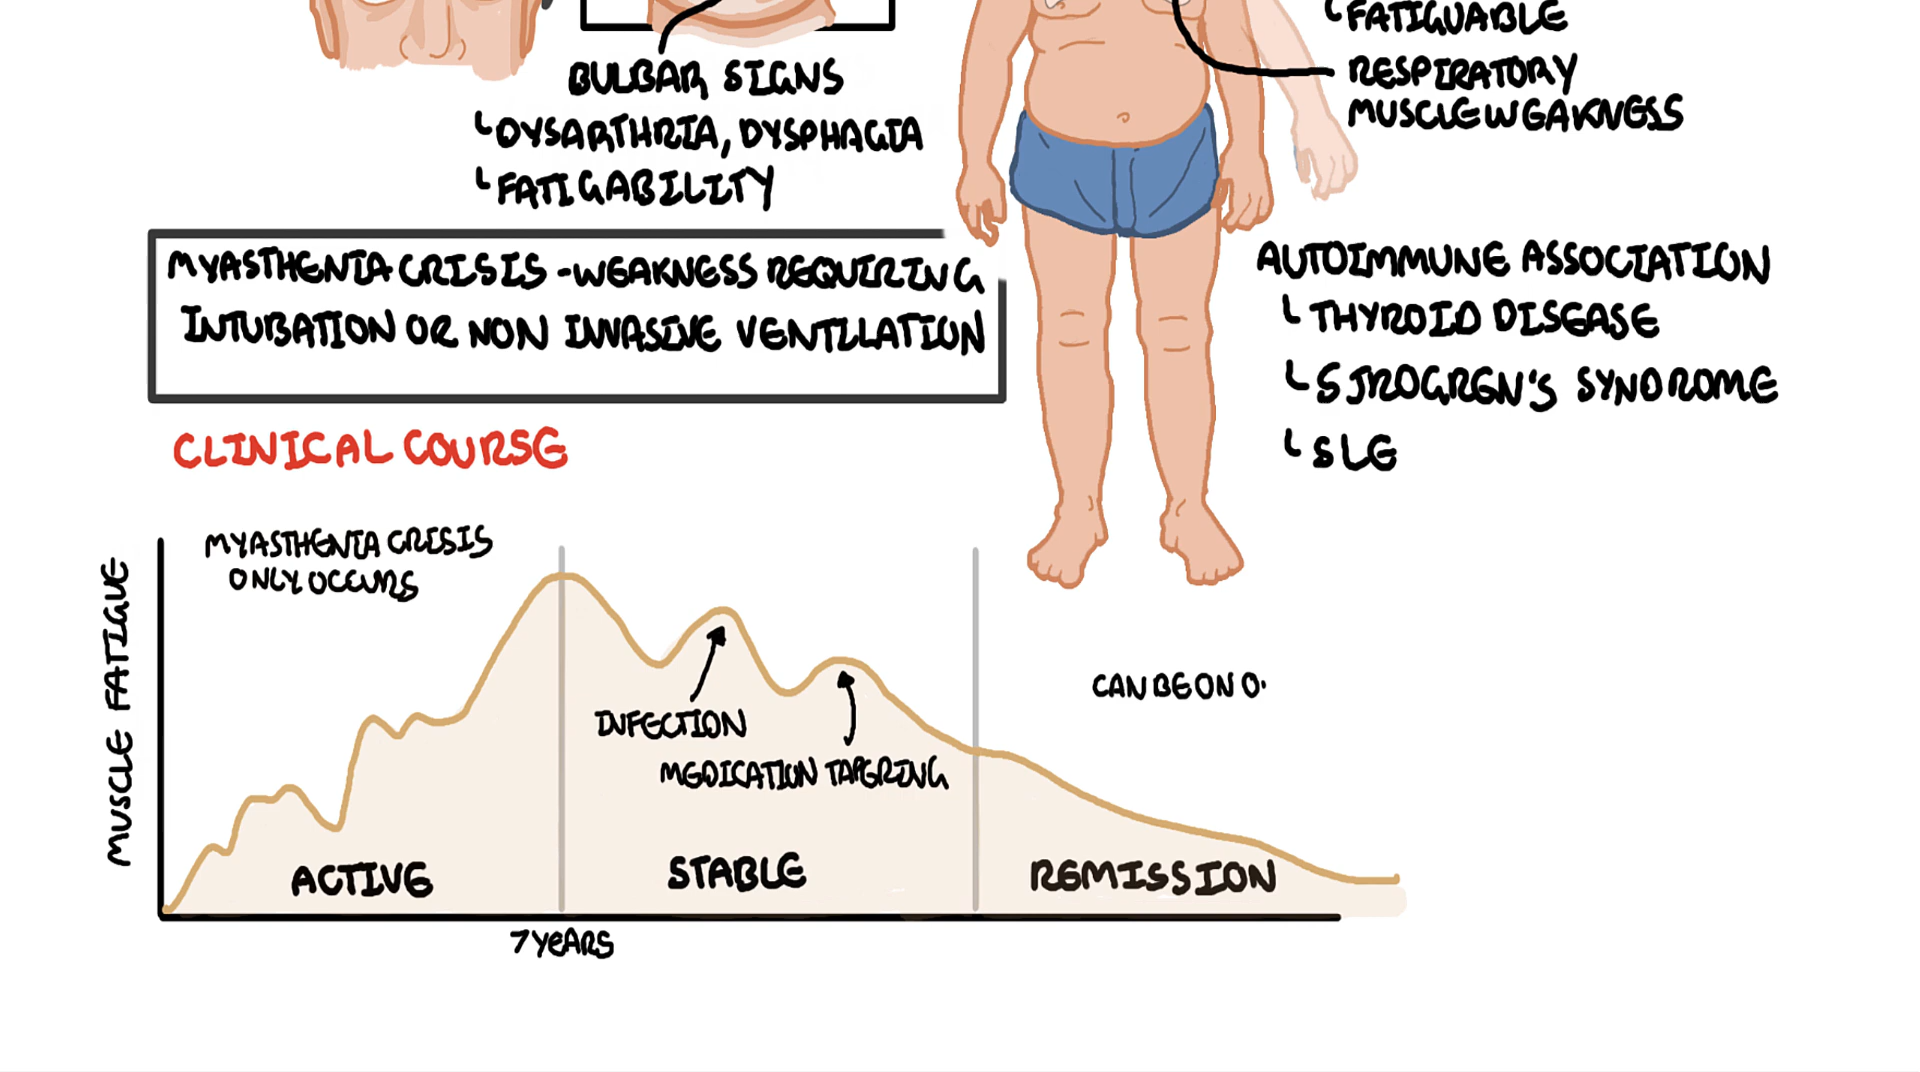 FATIGUABLE
RESPIRATORY
MUSCLE WEAKNESS
BULBAR SIGNS
DYSARTHRIA, DYSPHAGIA
FATIGABILITY
MYASTHENIA CRISIS - WEAKNESS REQUIRING
INTUBATION OR NON INVASIVE VENTILLATION
AUTOIMMUNE ASSOCIATION
THYROID DISEASE
SJROGREN'S SYNDROME
SLE
CLINICAL COURSE
MYASTHENIA CRISIS
ONLY OCCURS
MUSCLE FATIGUE
CAN BE ON O
INFECTION
MEDICATION TAPERING
ACTIVE
STABLE
REMISSION
7 YEARS